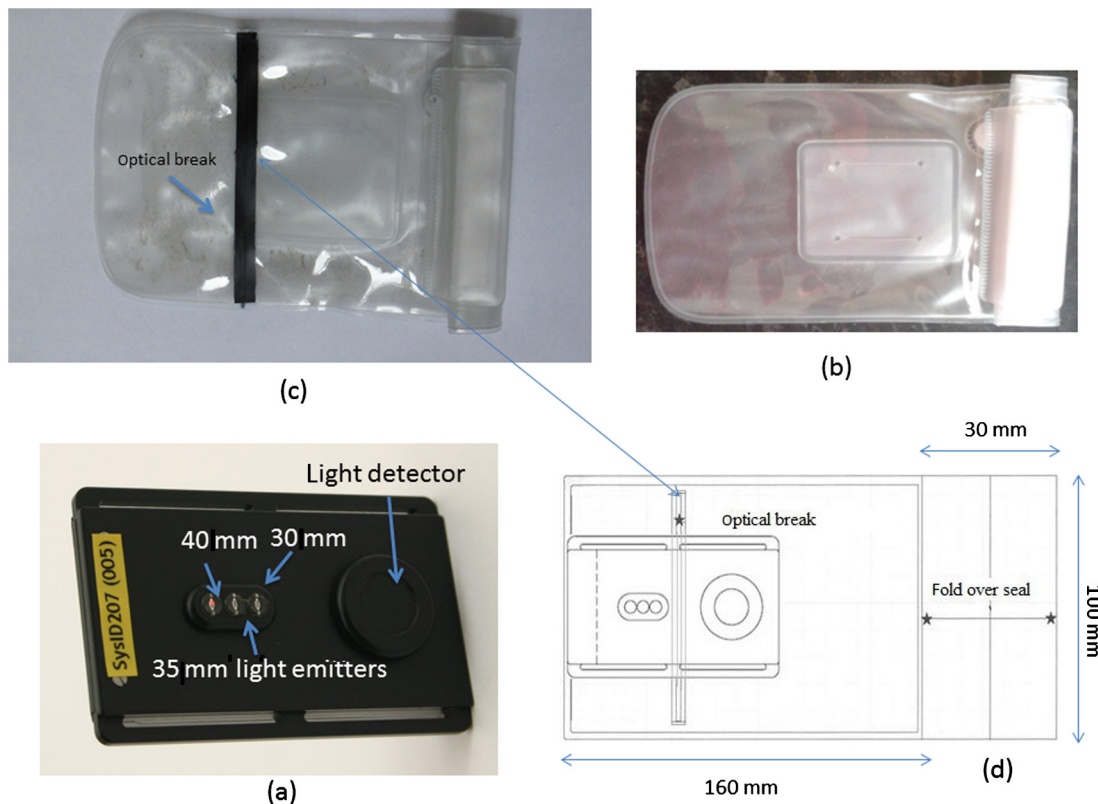 Optical break
(c)
(b)
Light detector
40 mm
30 mm
35 mm light emitters
SysID207 (005)
(a)
30 mm
Optical break
Fold over seal
100 mm
160 mm
(d)